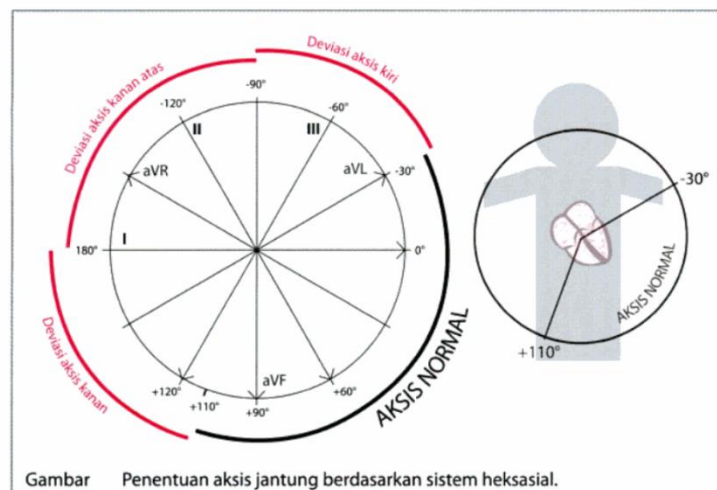 Deviasi aksis kiri
Deviasi aksis kanan atas
-90°
-120°
-60°
II
III
aVR
aVL
-30°
-30°
I
180°
0°
AKSIS NORMAL
Deviasi aksis kanan
AKSIS NORMAL
+120°
aVF
+60°
+110°
+110°
+90°
Gambar Penentuan aksis jantung berdasarkan sistem heksasial.